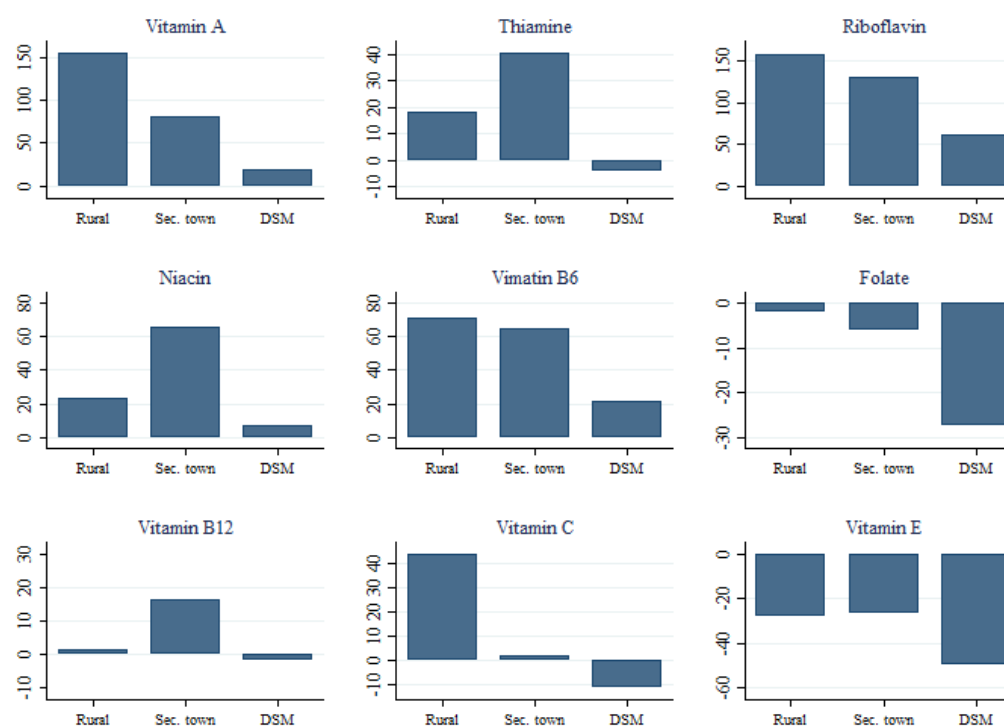 Vitamin A
150
100
50
0
Rural Sec. town DSM
Thiamine
40
30
20
10
0
-10
Rural Sec. town DSM
Riboflavin
150
100
50
0
Rural Sec. town DSM
Niacin
80
60
40
20
0
Rural Sec. town DSM
Vimatin B6
80
60
40
20
0
Rural Sec. town DSM
Folate
0
-10
-20
-30
Rural Sec. town DSM
Vitamin B12
30
20
10
0
-10
Rural Sec. town DSM
Vitamin C
40
30
20
10
0
-10
Rural Sec. town DSM
Vitamin E
0
-20
-40
-60
Rural Sec. town DSM